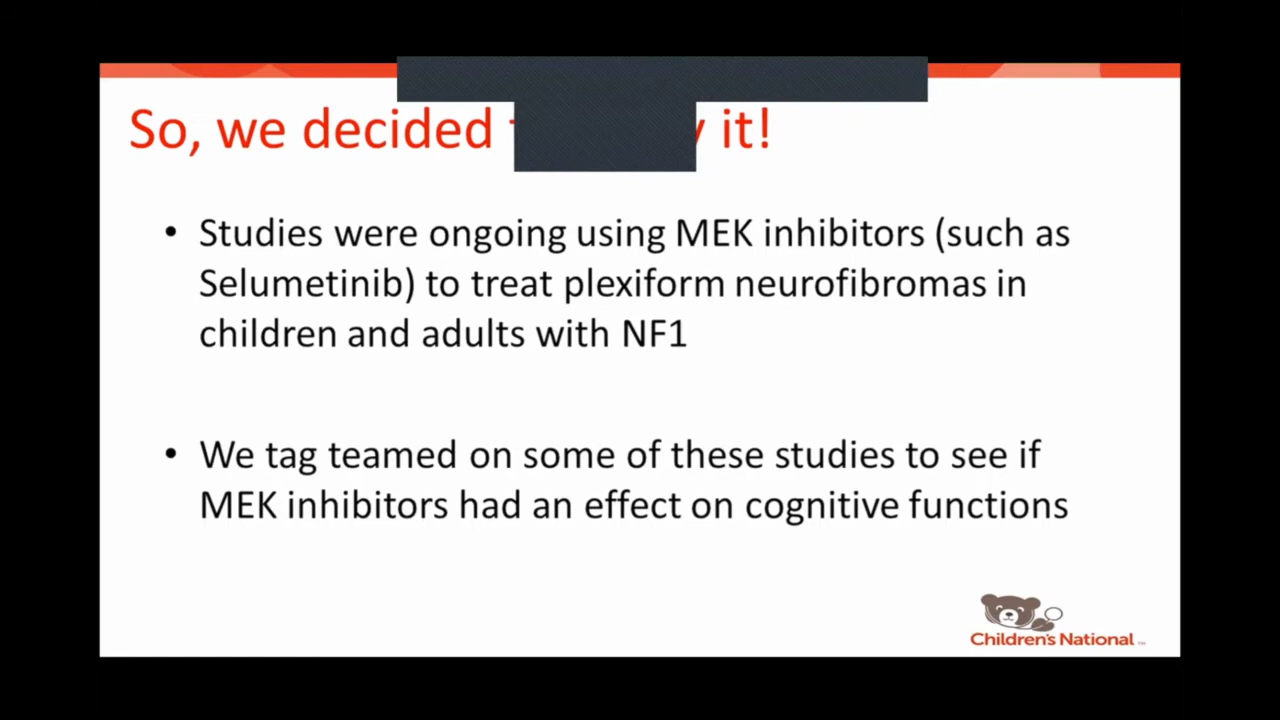 So, we decided it!
• Studies were ongoing using MEK inhibitors (such as
Selumetinib) to treat plexiform neurofibromas in
children and adults with NF1
• We tag teamed on some of these studies to see if
MEK inhibitors had an effect on cognitive functions
Children's National™